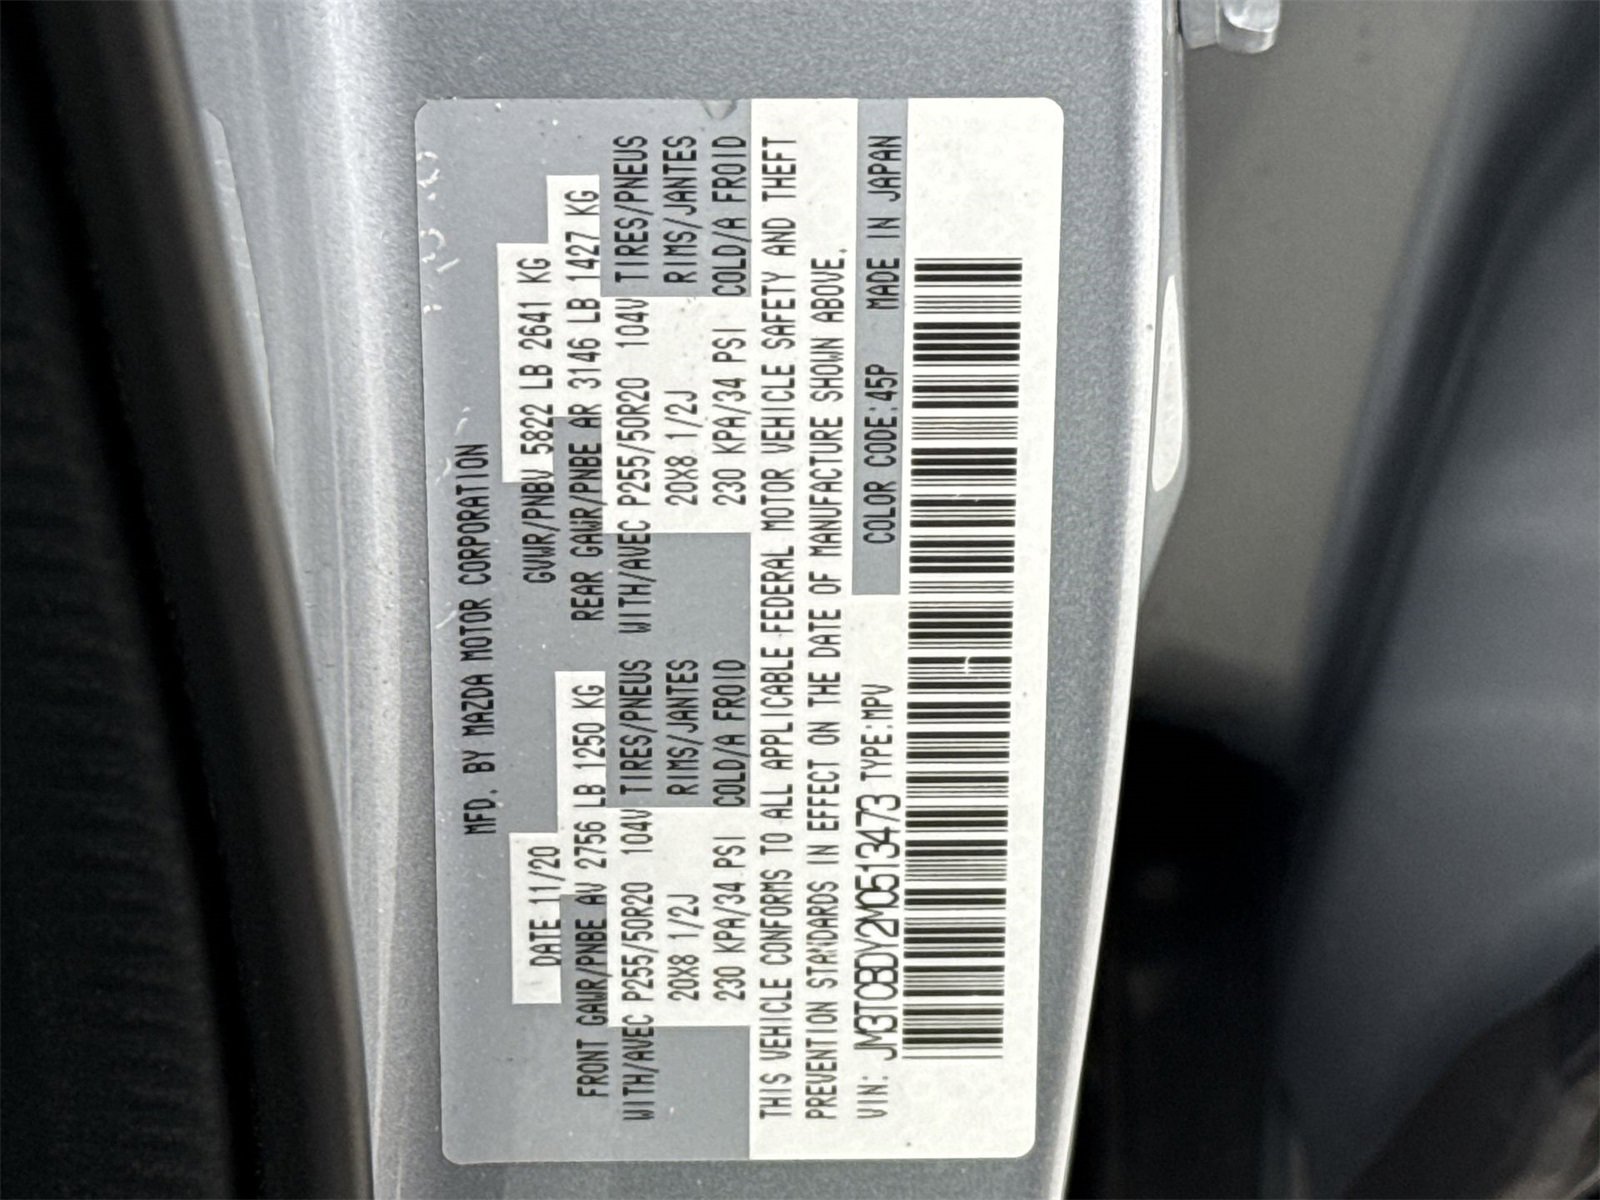 MFD. BY MAZDA MOTOR CORPORATION
DATE 11/20 GVWR/PNBV 5822 LB 2641 KG
FRONT GAWR/PNBE AV 2756 LB 1250 KG REAR GAWR/PNBE AR 3146 LB 1427 KG
WITH/AVEC P255/50R20 104V TIRES/PNEUS WITH/AVEC P255/50R20 104V TIRES/PNEUS
20X8 1/2J RIMS/JANTES 20X8 1/2J RIMS/JANTES
230 KPA/34 PSI COLD/A FROID 230 KPA/34 PSI COLD/A FROID
THIS VEHICLE CONFORMS TO ALL APPLICABLE FEDERAL MOTOR VEHICLE SAFETY AND THEFT
PREVENTION STANDARDS IN EFFECT ON THE DATE OF MANUFACTURE SHOWN ABOVE.
VIN: JM3TCBDY2M0513473 TYPE:MPV COLOR CODE:45P MADE IN JAPAN